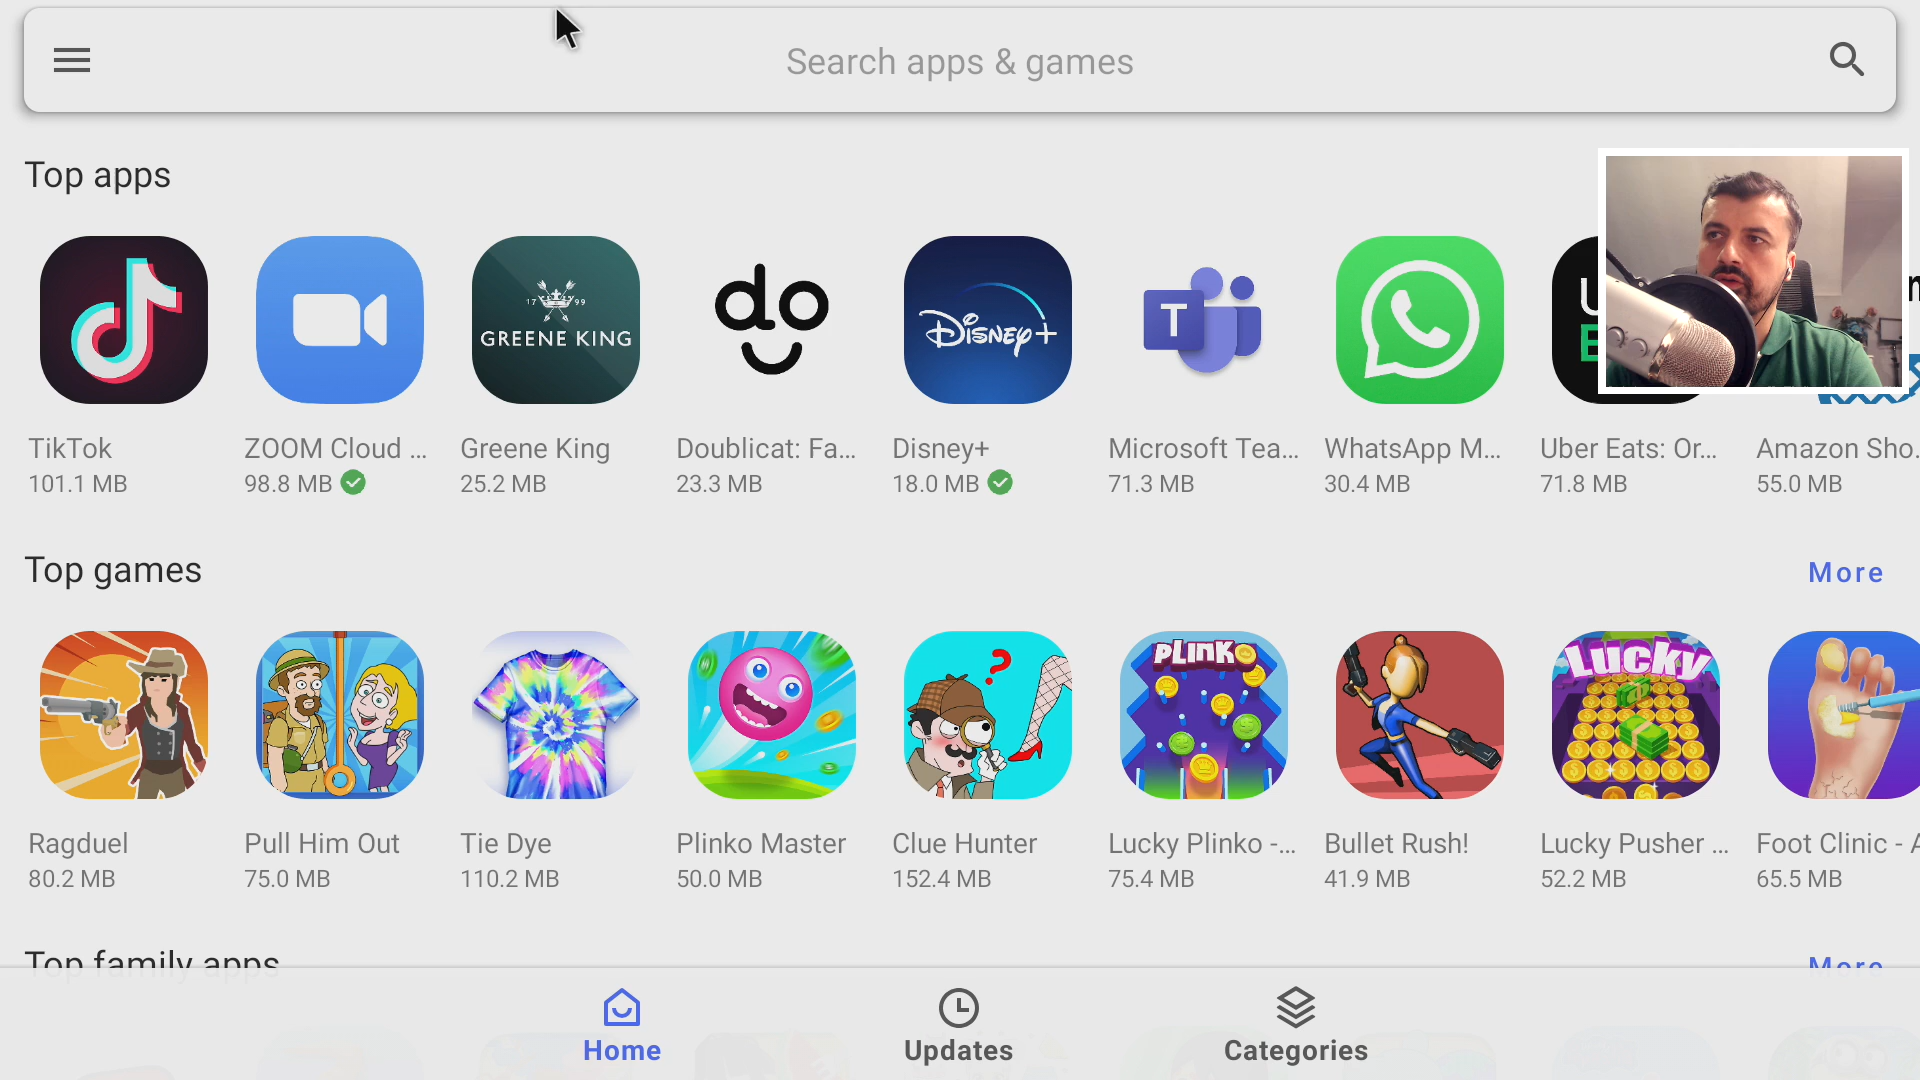 Search apps & games
Top apps
17 99
GREENE KING
do
Disney+
T
TikTok
ZOOM Cloud ...
Greene King
Doublicat: Fa...
Disney+
Microsoft Tea...
WhatsApp M...
Uber Eats: Or...
Amazon Sho.
101.1 MB
98.8 MB
25.2 MB
23.3 MB
18.0 MB
71.3 MB
30.4 MB
71.8 MB
55.0 MB
Top games
More
?
PLINKO
Lucky
Ragduel
Pull Him Out
Tie Dye
Plinko Master
Clue Hunter
Lucky Plinko -...
Bullet Rush!
Lucky Pusher ...
Foot Clinic - A
80.2 MB
75.0 MB
110.2 MB
50.0 MB
152.4 MB
75.4 MB
41.9 MB
52.2 MB
65.5 MB
Top family apps
More
Home
Updates
Categories